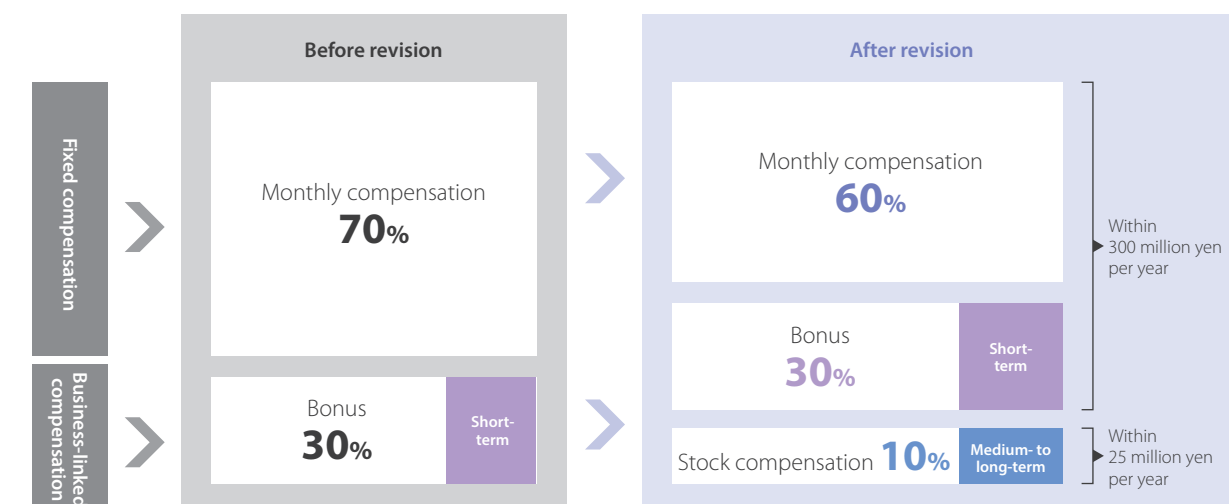 Before revision
After revision
Fixed compensation
Monthly compensation
70%
Monthly compensation
60%
Within
300 million yen
per year
Bonus
30%
Short-
term
Business-linked
compensation
Bonus
30%
Short-
term
Stock compensation 10%
Medium- to
long-term
Within
25 million yen
per year